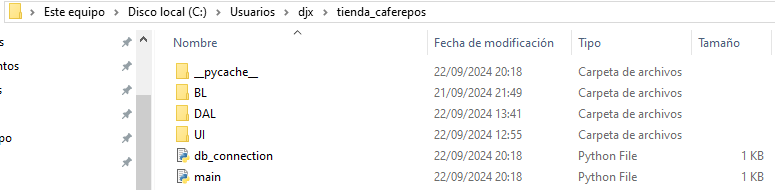 Este equipo > Disco local (C:) > Usuarios > djx > tienda_caferepos
Nombre Fecha de modificación Tipo Tamaño
__pycache__ 22/09/2024 20:18 Carpeta de archivos
BL 21/09/2024 21:49 Carpeta de archivos
DAL 22/09/2024 13:41 Carpeta de archivos
UI 22/09/2024 12:55 Carpeta de archivos
db_connection 22/09/2024 20:18 Python File 1 KB
main 22/09/2024 20:18 Python File 1 KB